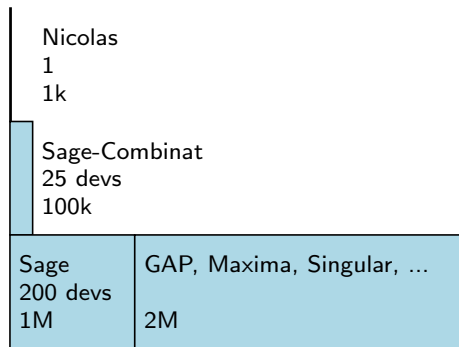 Nicolas
1
1k
Sage-Combinat
25 devs
100k
Sage
200 devs
1M
GAP, Maxima, Singular, ...
2M